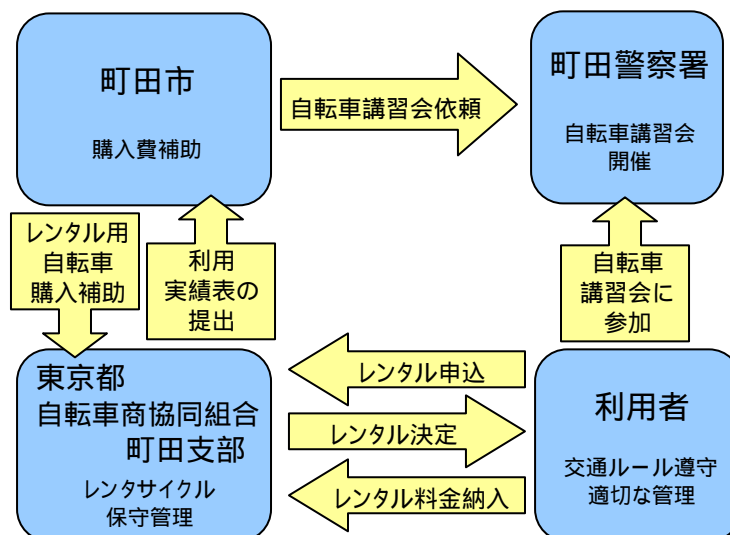 町田市
購入費補助
自転車講習会依頼
町田警察署
自転車講習会
開催
レンタル用
自転車
購入補助
利用
実績表の
提出
自転車
講習会に
参加
東京都
自転車商協同組合
町田支部
レンタサイクル
保守管理
レンタル申込
レンタル決定
レンタル料金納入
利用者
交通ルール遵守
適切な管理